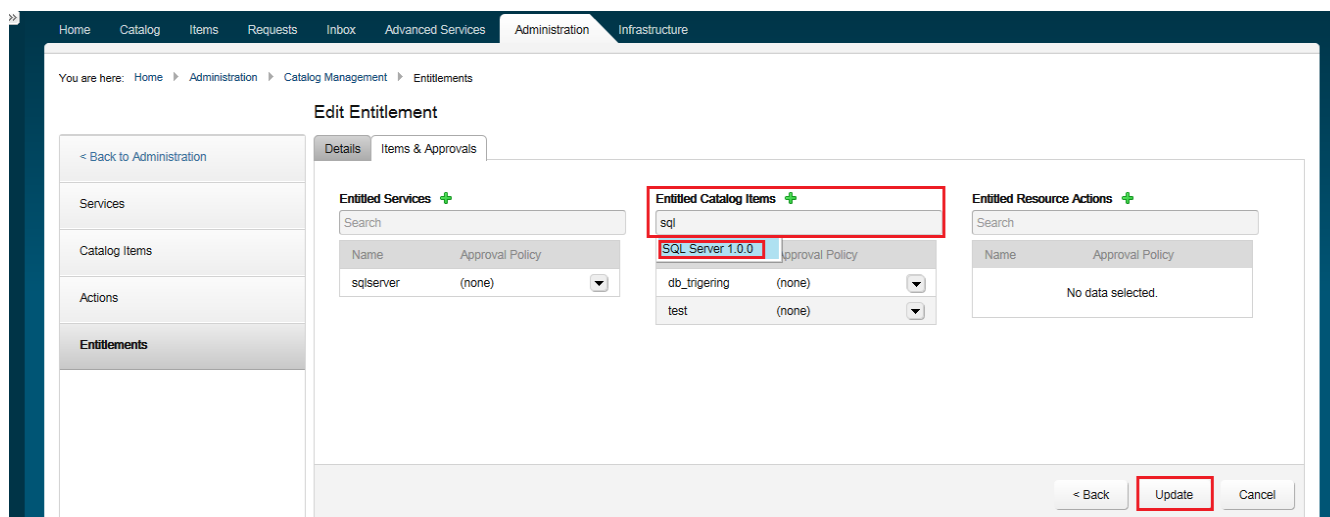 »
Home Catalog Items Requests Inbox Advanced Services Administration Infrastructure
You are here: Home Administration Catalog Management Entitlements
Edit Entitlement
< Back to Administration
Services
Catalog Items
Actions
Entitlements
Details Items & Approvals
Entitled Services
Search
Name Approval Policy
sqlserver (none)
Entitled Catalog Items
sql
SQL Server 1.0.0
Approval Policy
db_trigering (none)
test (none)
Entitled Resource Actions
Search
Name Approval Policy
No data selected.
< Back Update Cancel